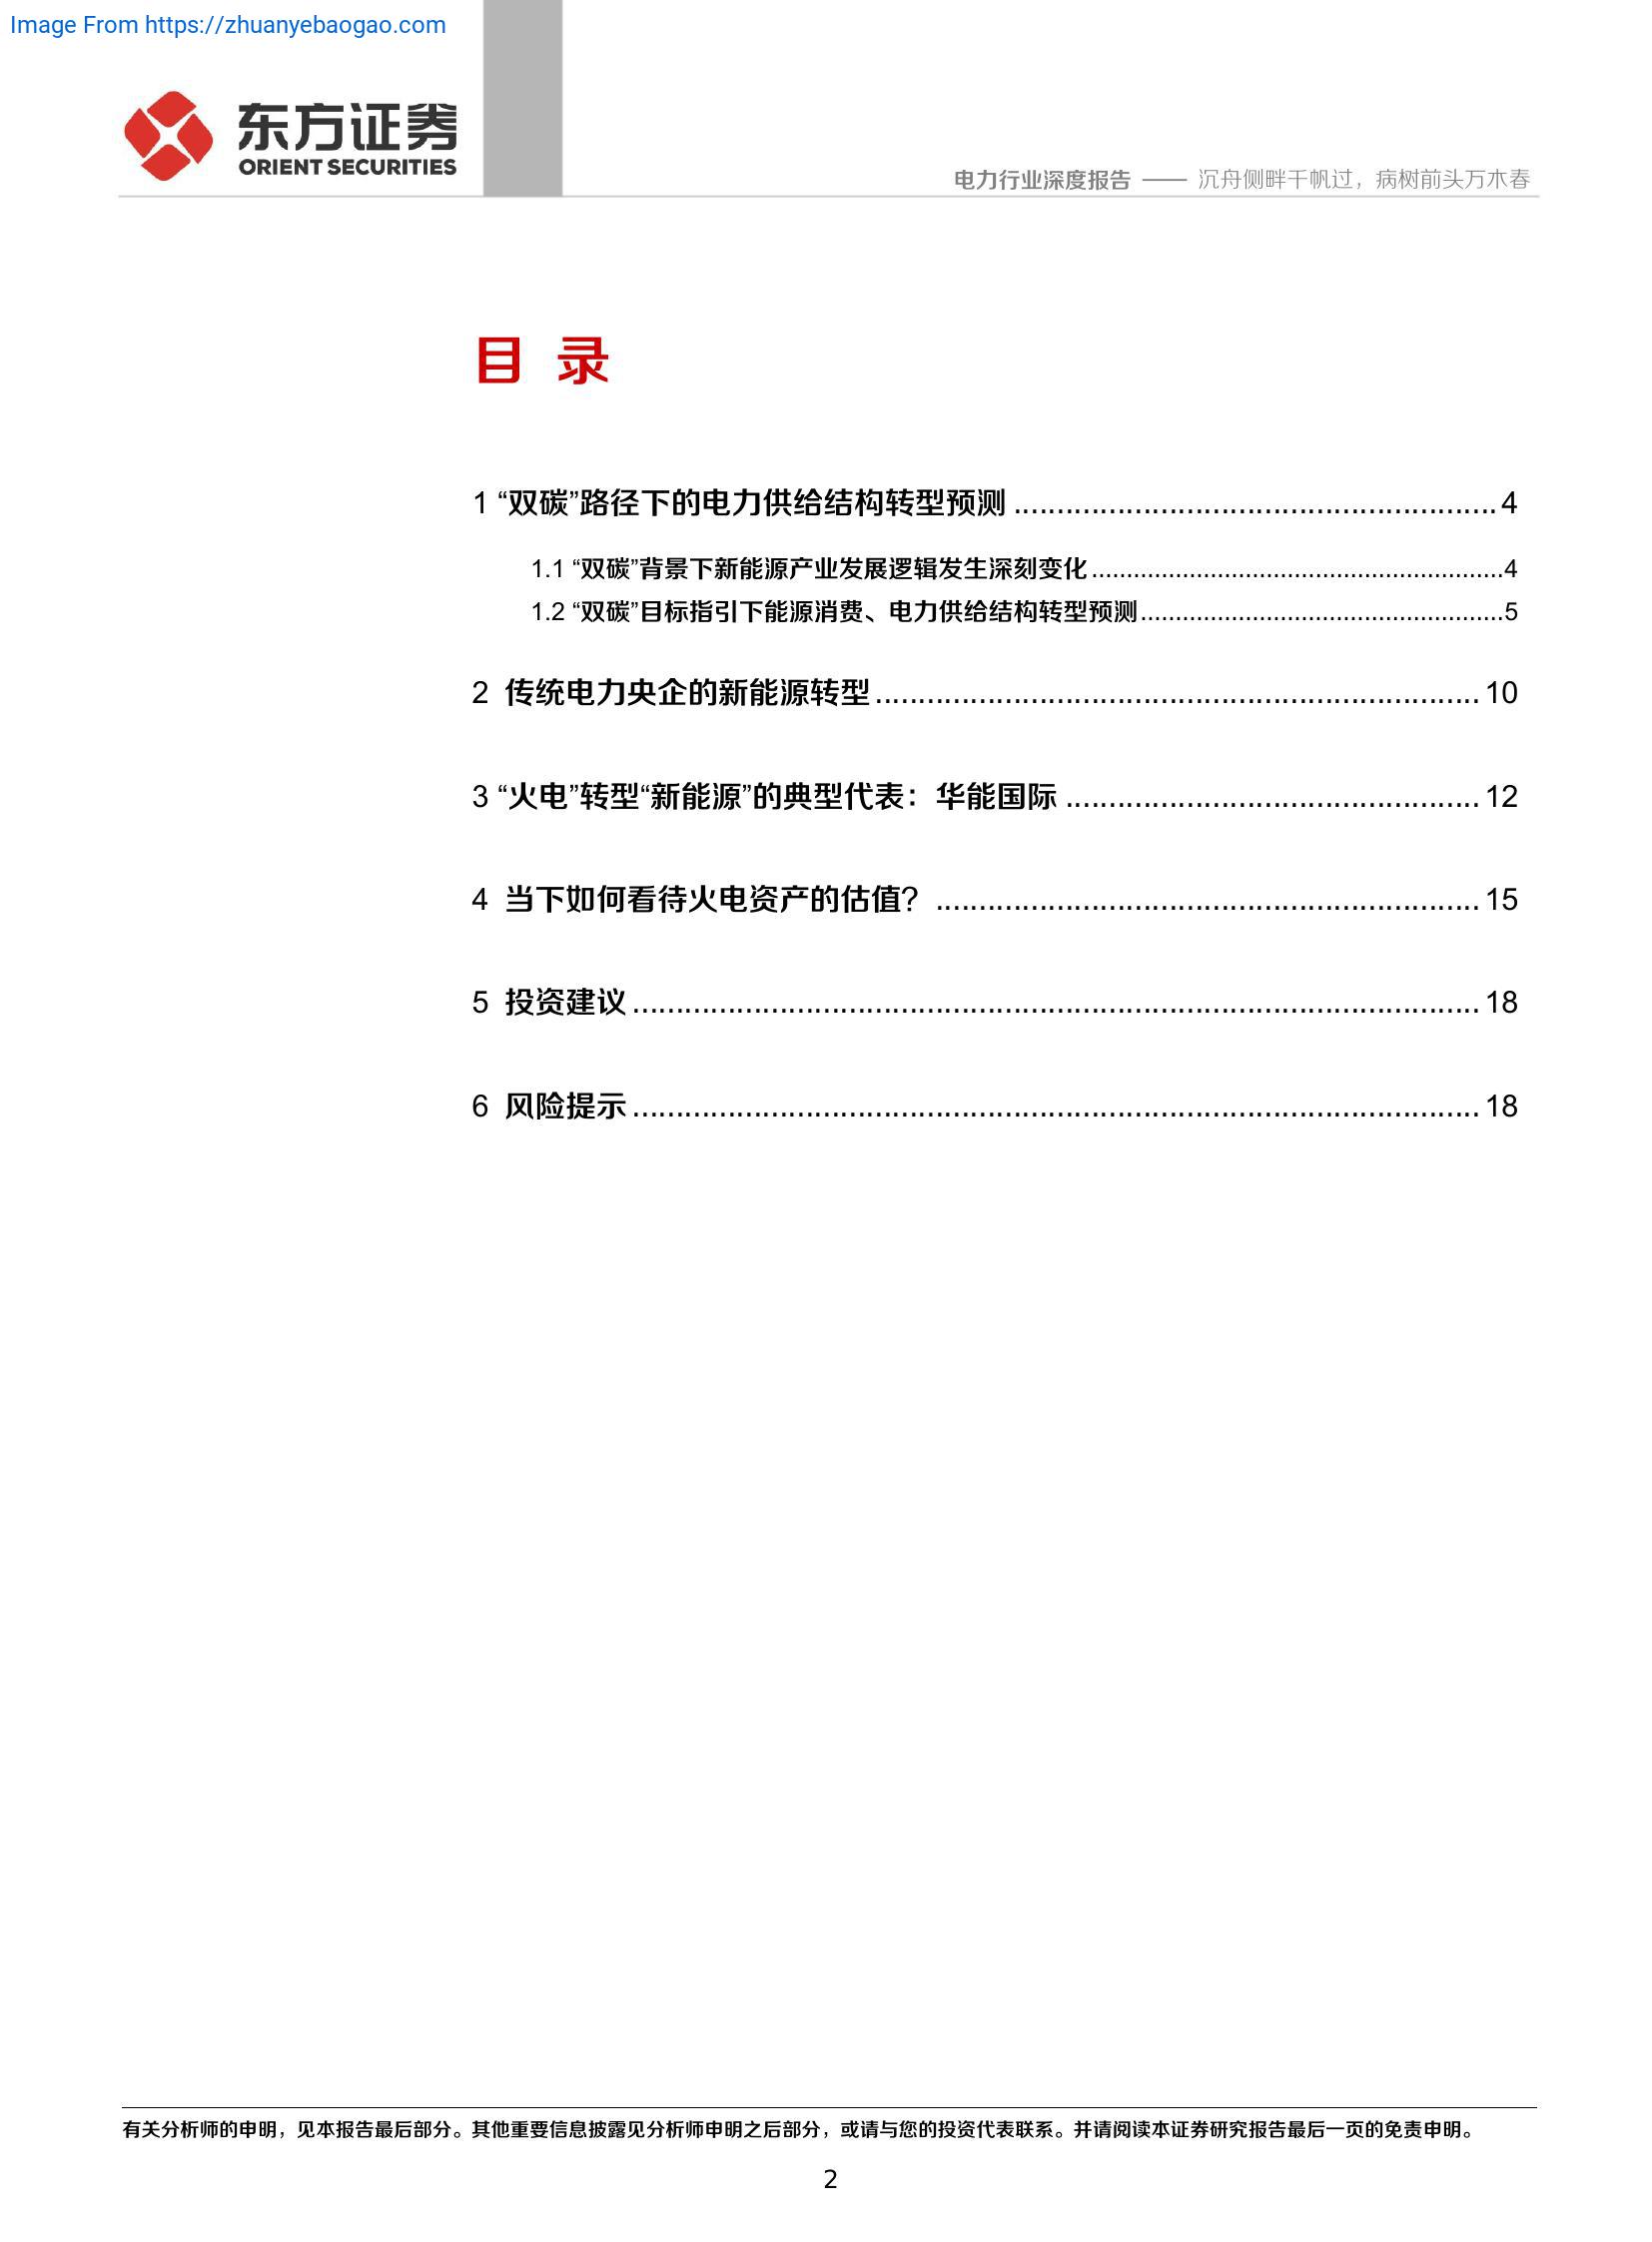 Image From https://zhuanyebaogao.com
东方证券
ORIENT SECURITIES
电力行业深度报告 —— 沉舟侧畔千帆过，病树前头万木春
目 录
1 “双碳”路径下的电力供给结构转型预测 ........................................................ 4
1.1 “双碳”背景下新能源产业发展逻辑发生深刻变化 ...........................................................4
1.2 “双碳”目标指引下能源消费、电力供给结构转型预测 ....................................................5
2 传统电力央企的新能源转型 ...................................................................... 10
3 “火电”转型“新能源”的典型代表：华能国际 ................................................ 12
4 当下如何看待火电资产的估值？ ............................................................... 15
5 投资建议 .................................................................................................. 18
6 风险提示 .................................................................................................. 18
有关分析师的申明，见本报告最后部分。其他重要信息披露见分析师申明之后部分，或请与您的投资代表联系。并请阅读本证券研究报告最后一页的免责申明。
2